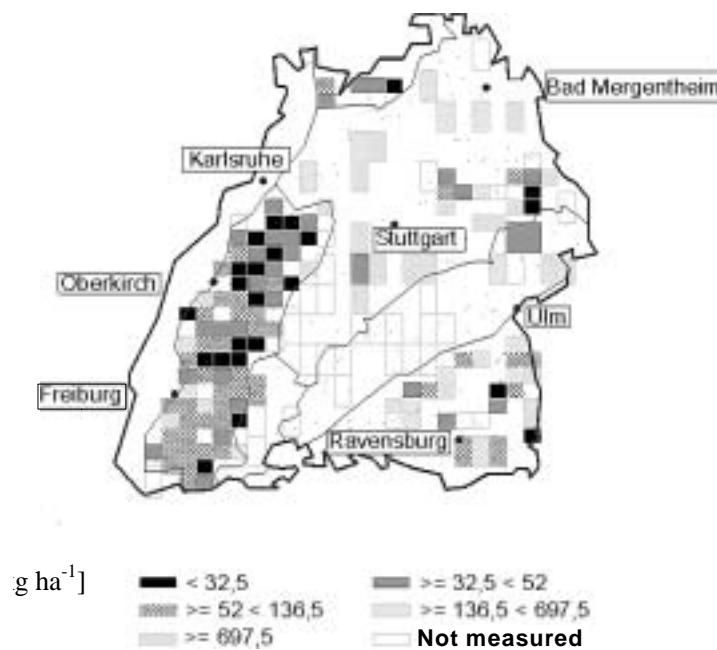 Bad Mergentheim
Karlsruhe
Stuttgart
Oberkirch
Ulm
Freiburg
Ravensburg
g ha⁻¹]
< 32,5
>= 32,5 < 52
>= 52 < 136,5
>= 136,5 < 697,5
>= 697,5
Not measured